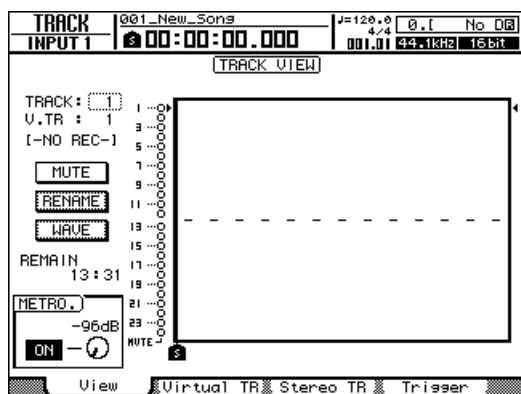 TRACK
INPUT 1
001_New_Song
S 00:00:00.000
♩=120.0
4/4
001.01
0.[ No D
44.1kHz 16bit
TRACK VIEW
TRACK: 1
V.TR : 1
[-NO REC-]
MUTE
RENAME
WAVE
REMAIN
13:31
METRO.
-96dB
ON
1
3
5
7
9
11
13
15
17
19
21
23
MUTE
S
View Virtual TR Stereo TR Trigger